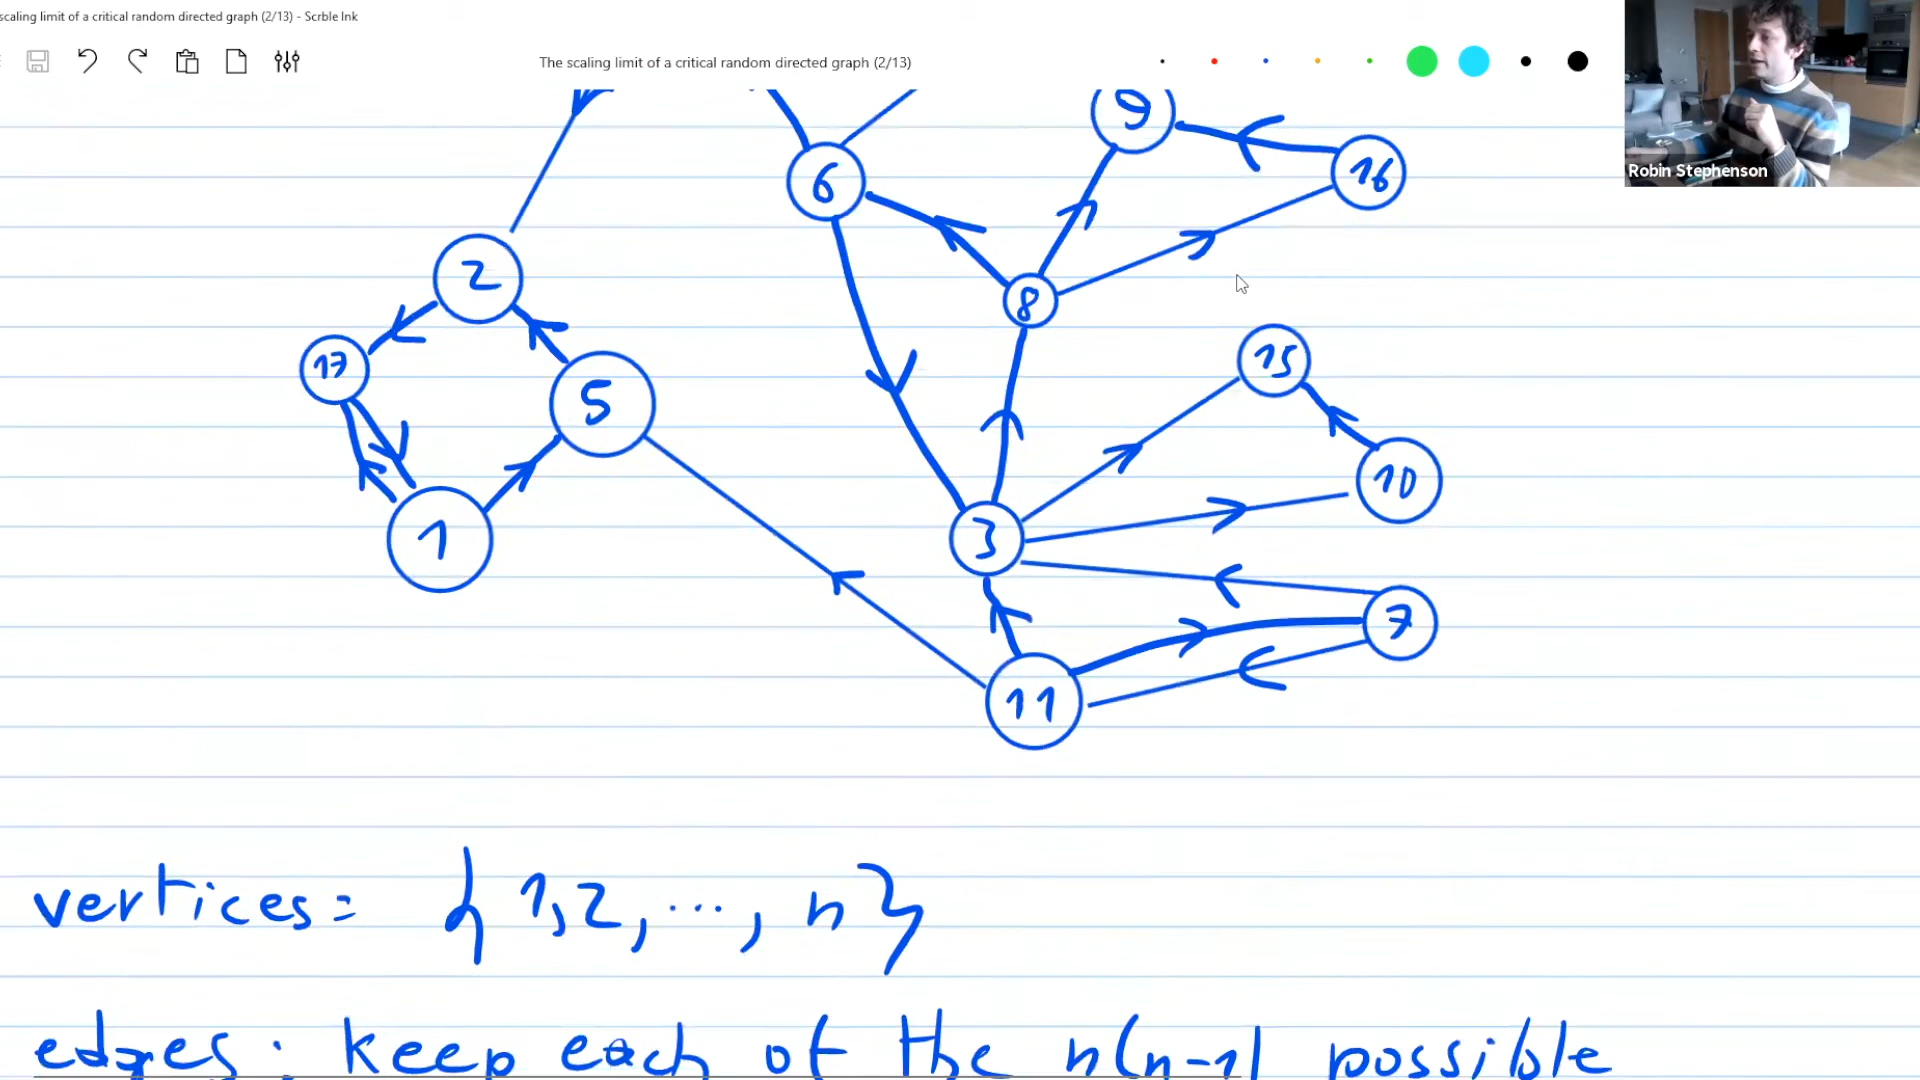 scaling limit of a critical random directed graph (2/13) - Scrble Ink
The scaling limit of a critical random directed graph (2/13)
Robin Stephenson
9
16
6
2
8
17
15
5
10
1
3
7
11
vertices = { 1,2, ..., n }
edges : keep each of the n(n-1) possible